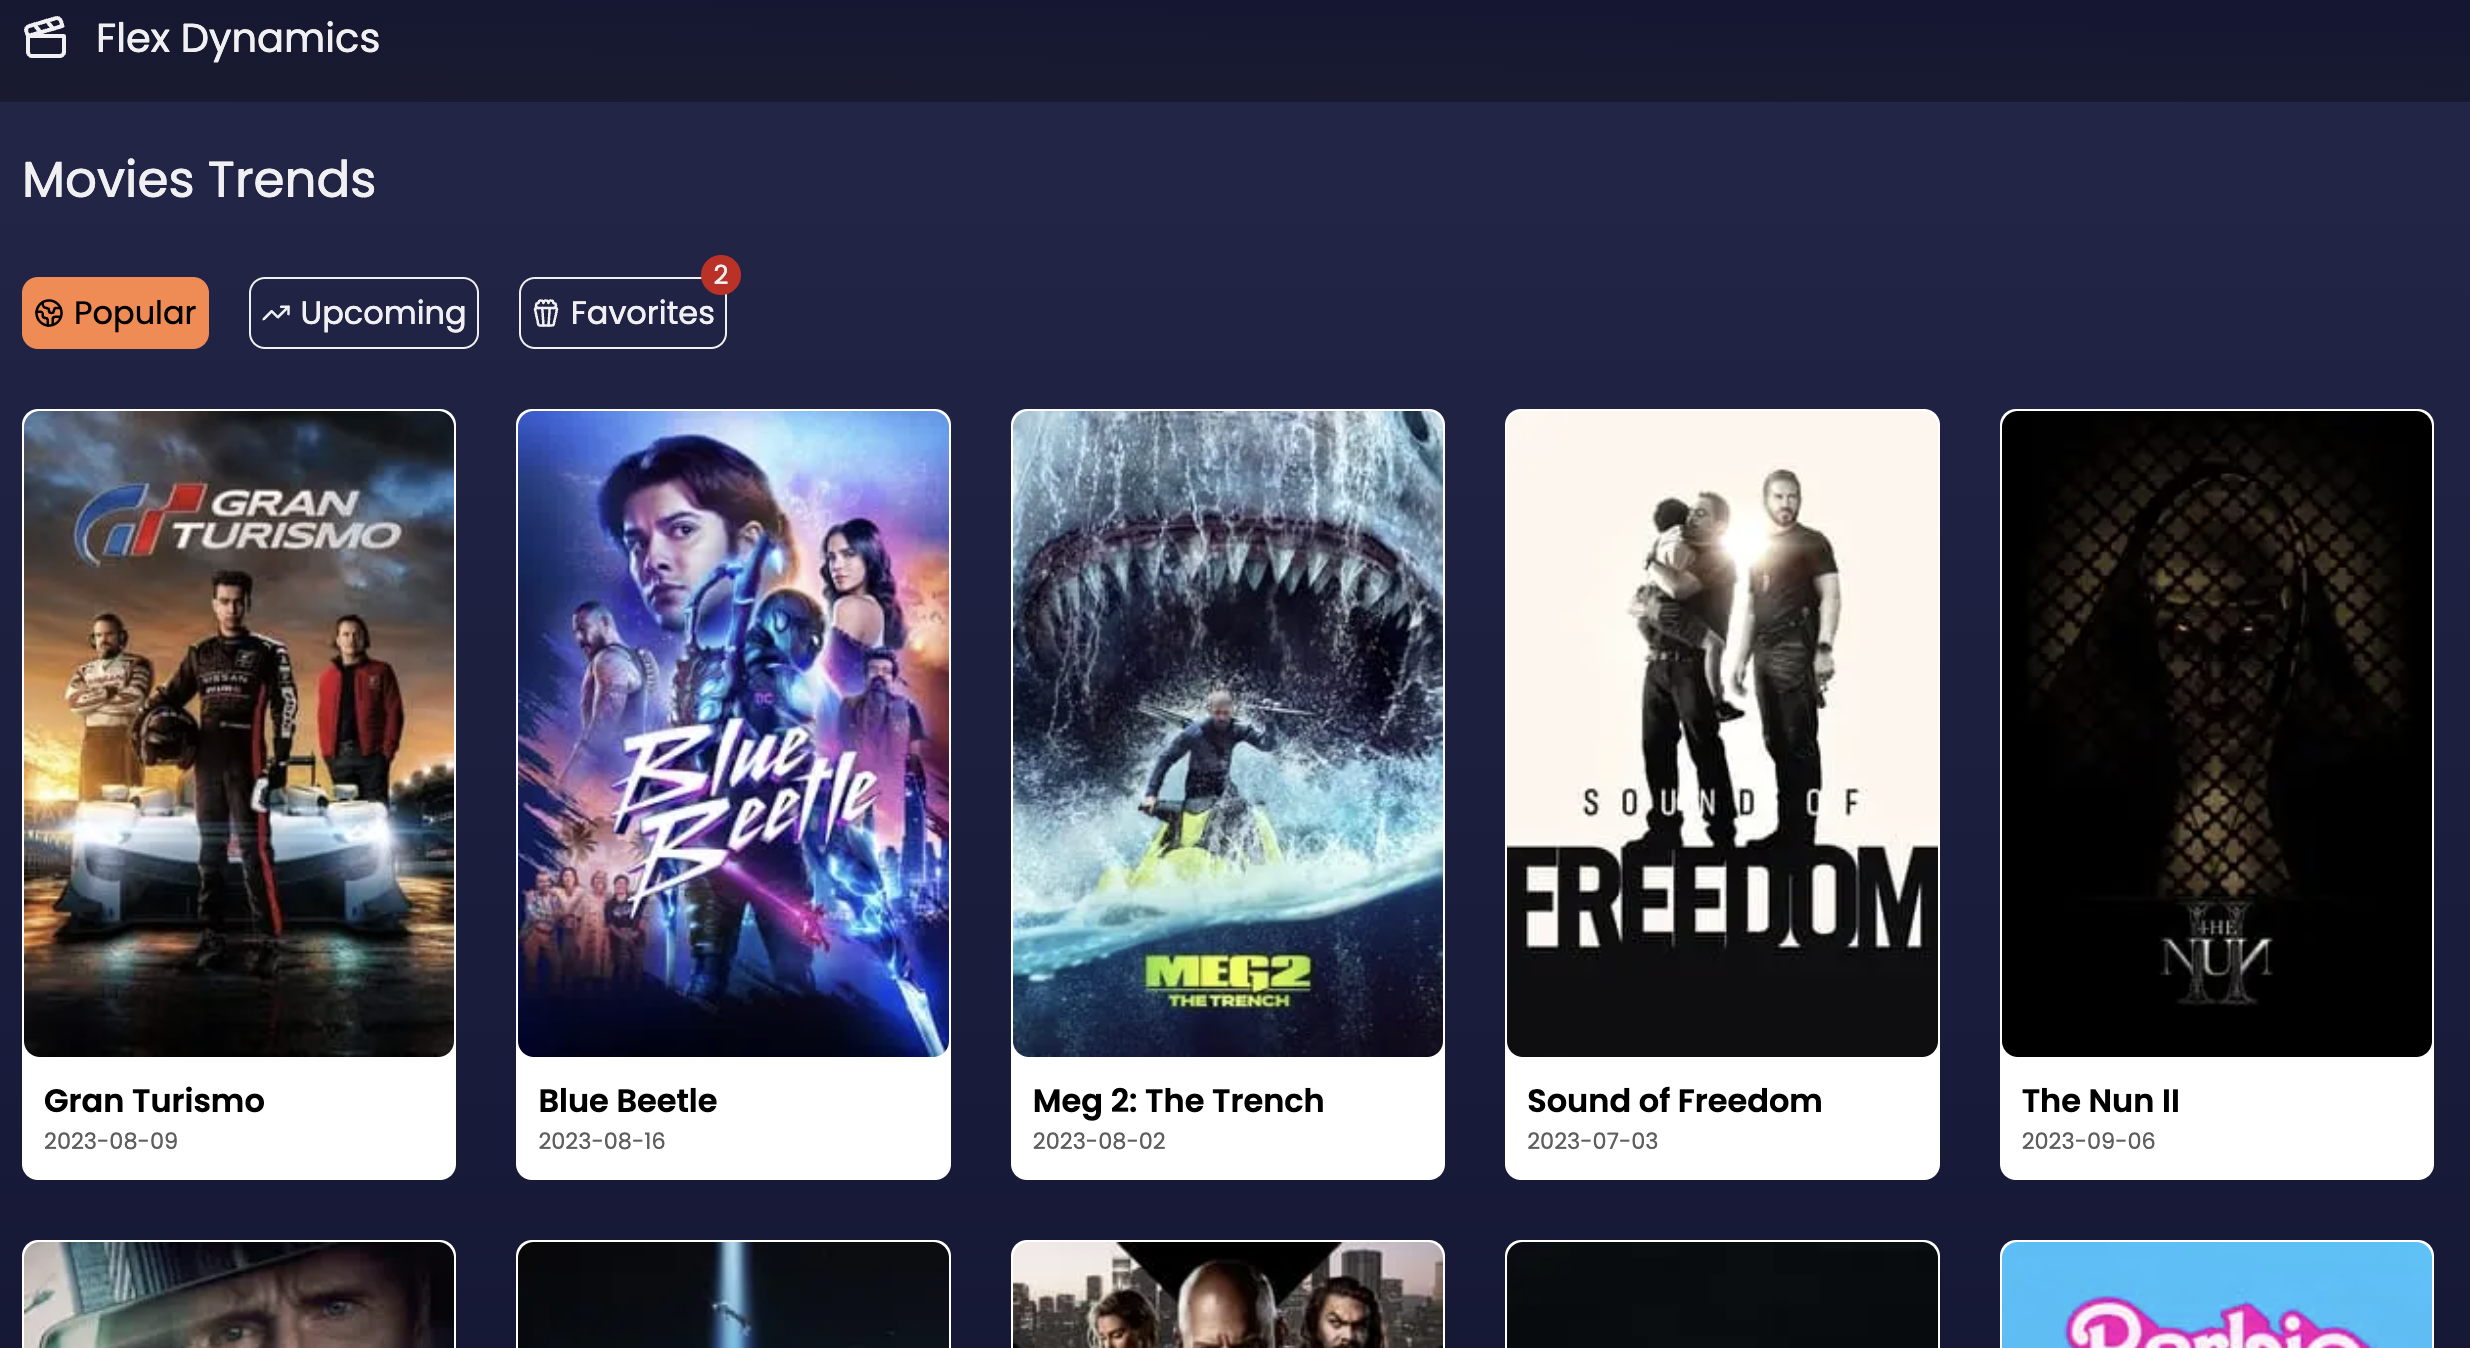 Flex Dynamics
Movies Trends
Popular
Upcoming
Favorites
2
GRAN
TURISMO
NISSAN
DC
Blue
Beetle
MEG2
THE TRENCH
SOUND OF
FREEDOM
THE
NUN
II
Gran Turismo
2023-08-09
Blue Beetle
2023-08-16
Meg 2: The Trench
2023-08-02
Sound of Freedom
2023-07-03
The Nun II
2023-09-06
Barbie